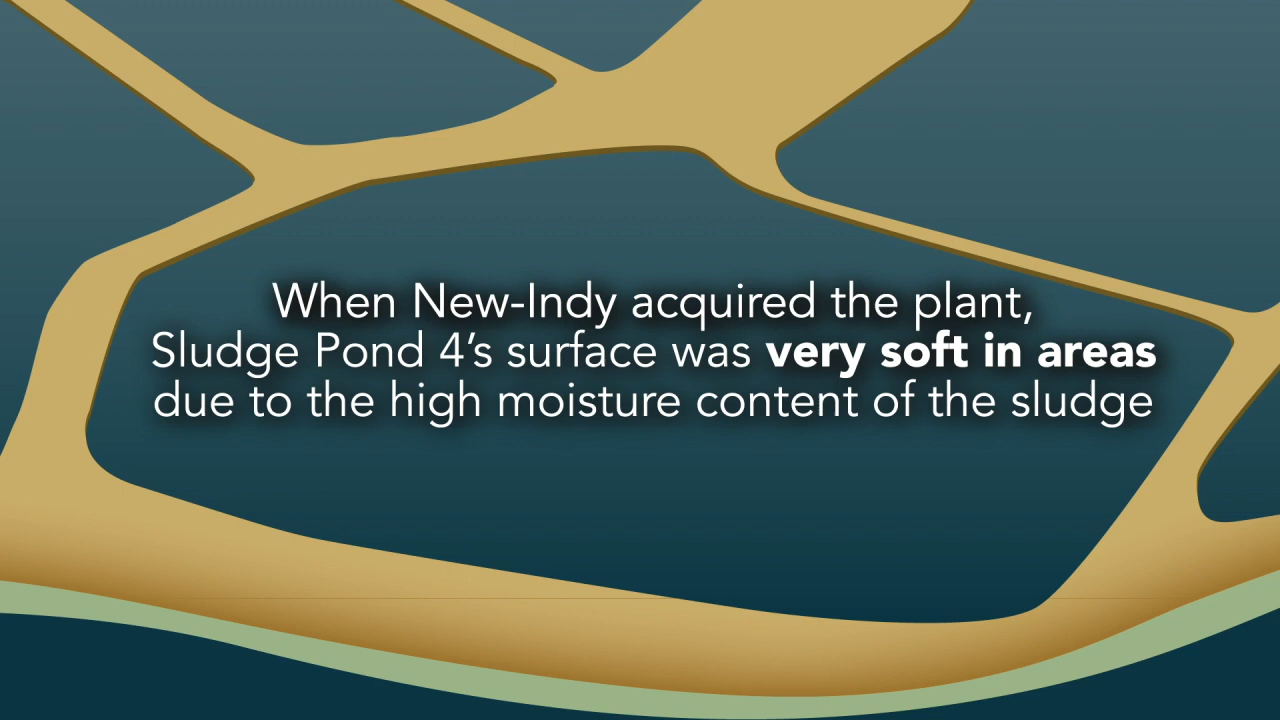 When New-Indy acquired the plant,
Sludge Pond 4’s surface was very soft in areas
due to the high moisture content of the sludge